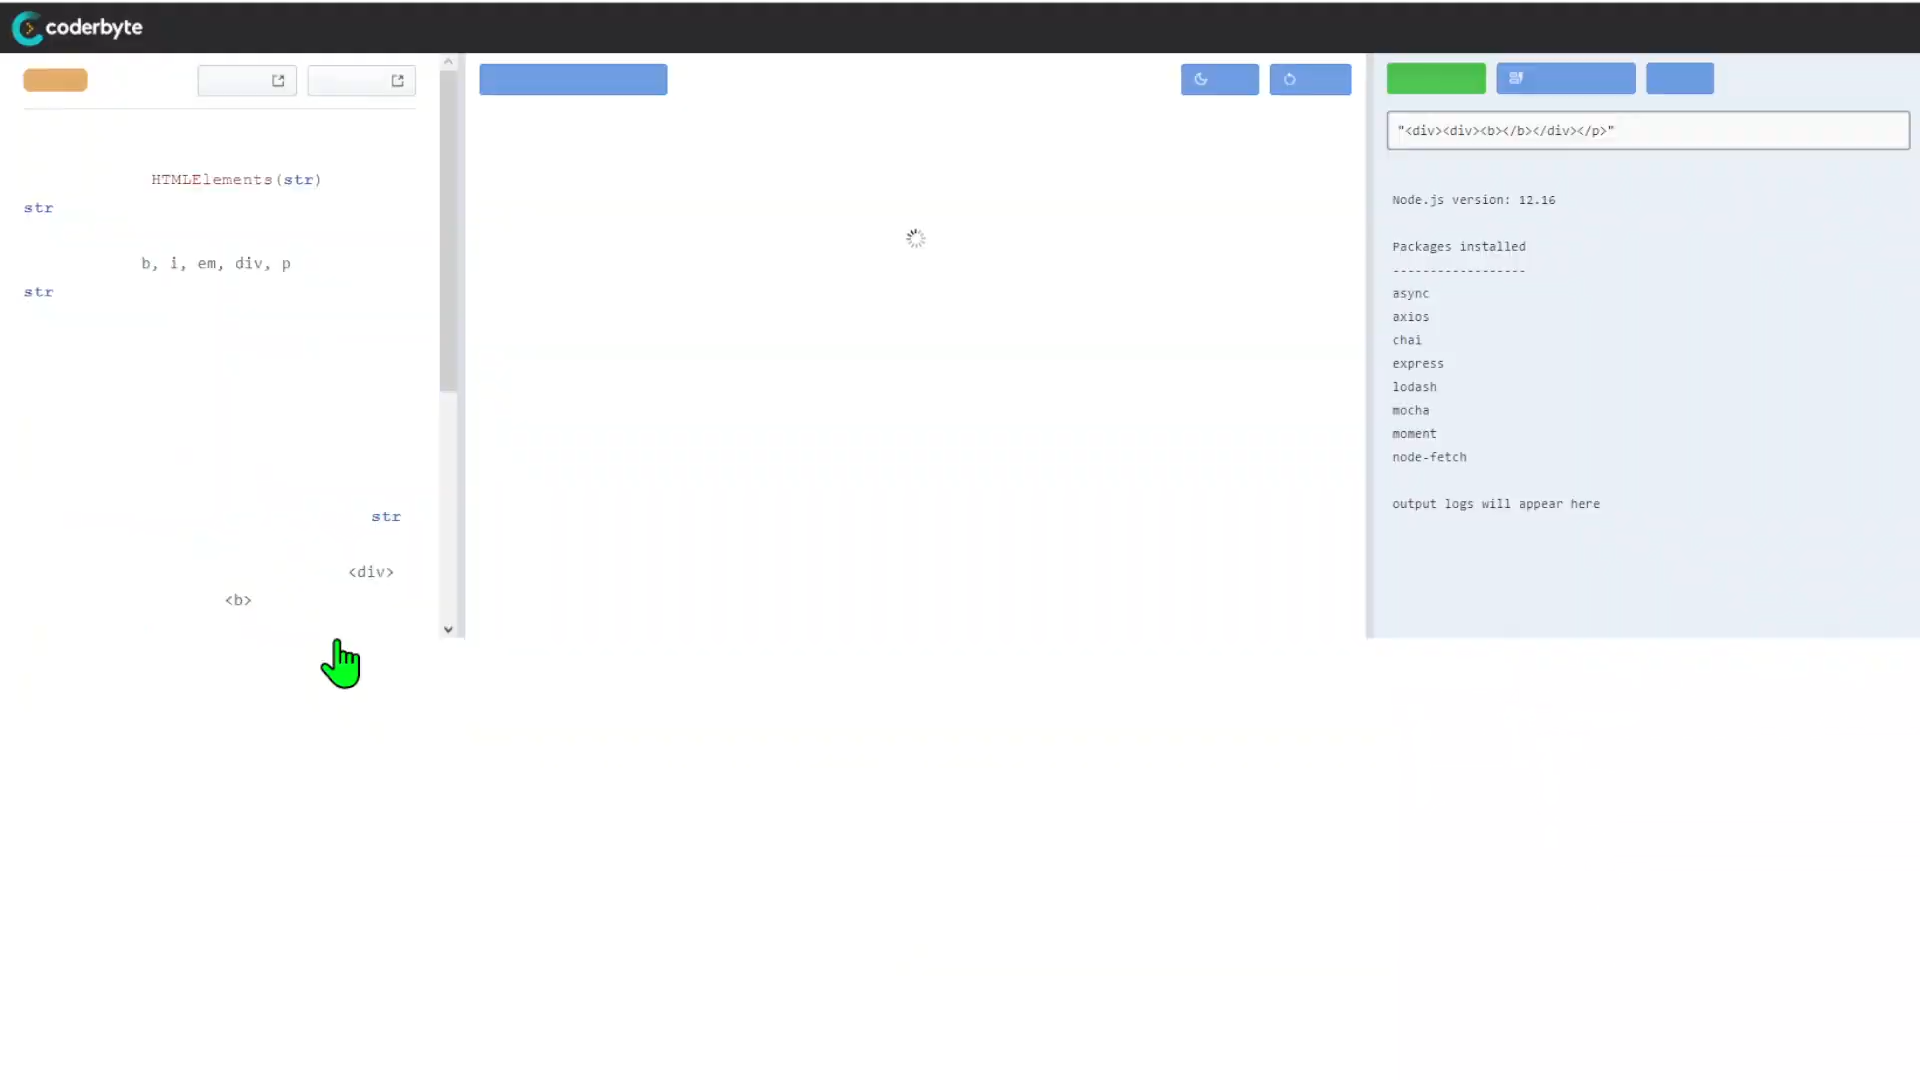 coderbyte
HTMLElements(str)
str
b, i, em, div, p
str
str
<div>
<b>
"<div><div><b></b></div></p>"
Node.js version: 12.16
Packages installed
------------------
async
axios
chai
express
lodash
mocha
moment
node-fetch
output logs will appear here